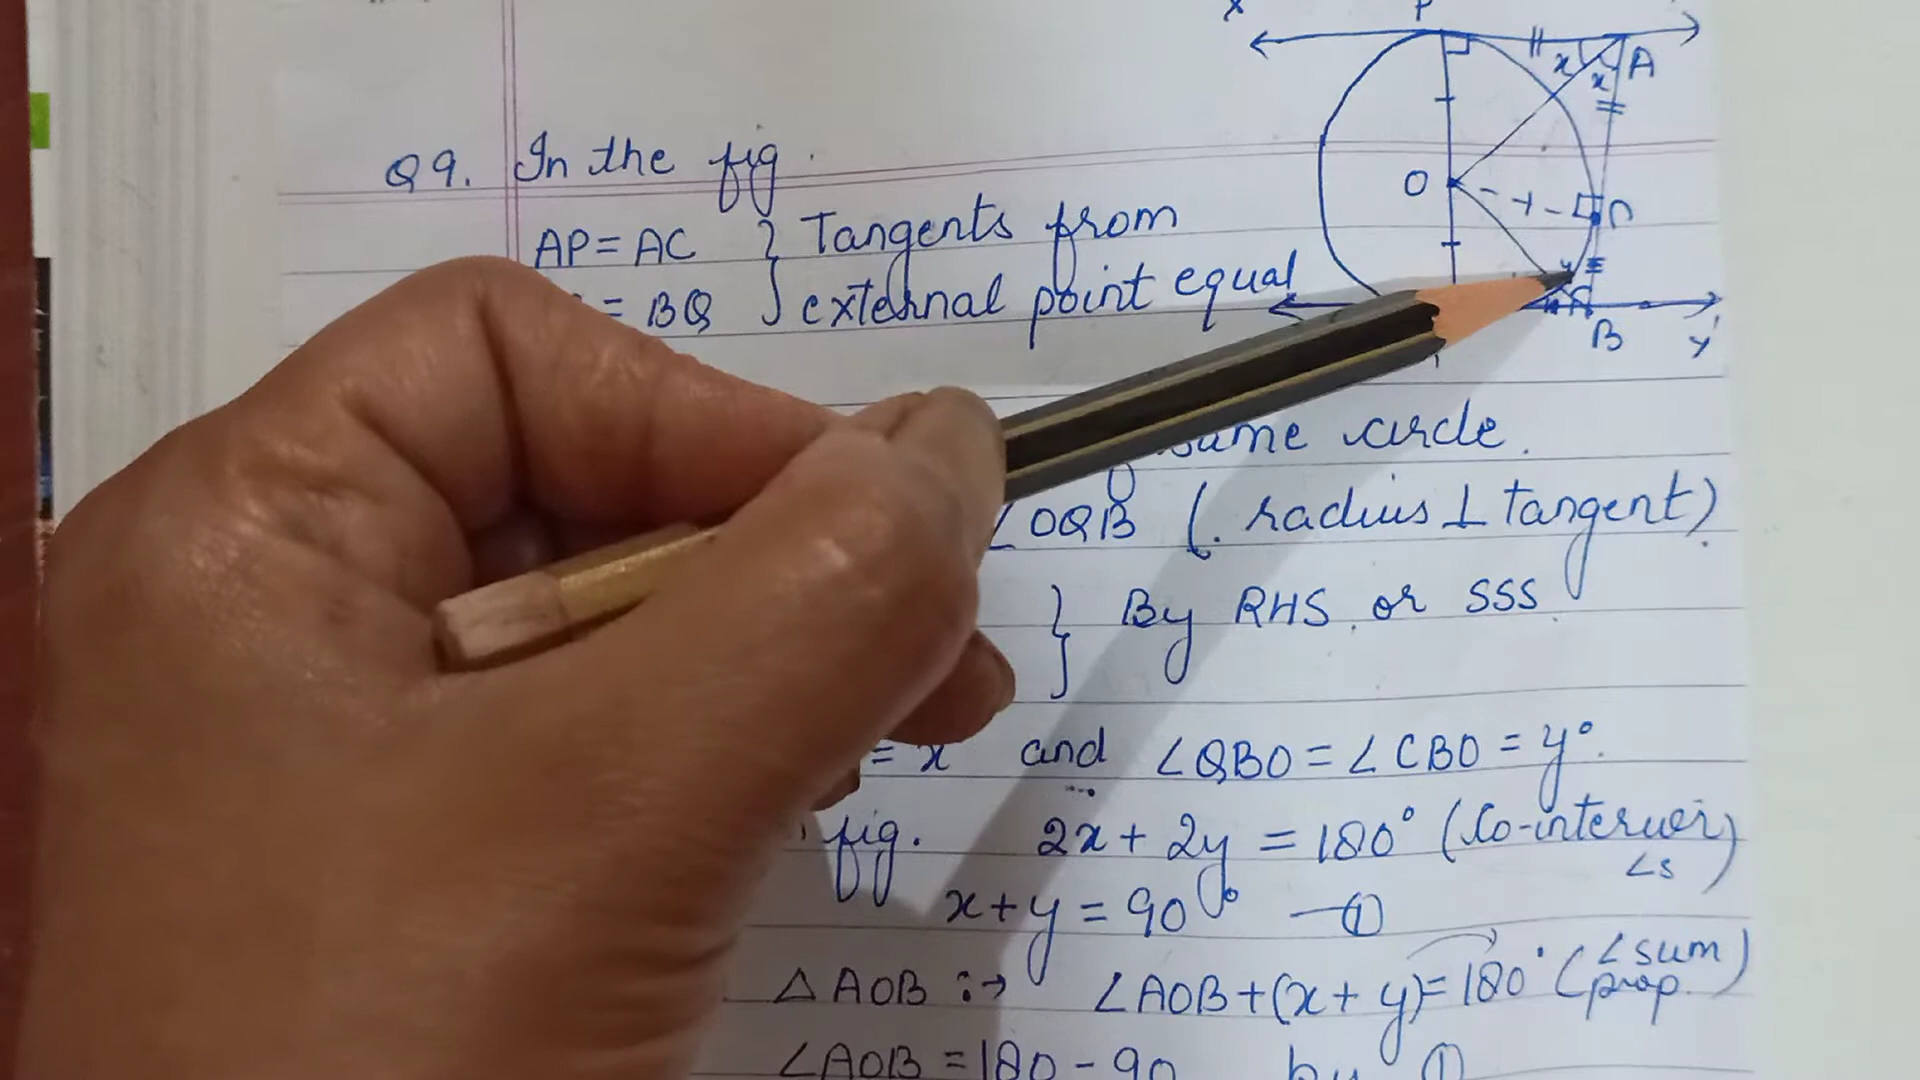 X P
x A
x
Q9. In the fig.
O C
AP = AC } Tangents from
y
= BQ } external point equal
B Y'
same circle.
∠OQB (. radius ⊥ tangent)
} By RHS or SSS
= x and ∠QBO = ∠CBO = y°.
fig. 2x + 2y = 180° (Co-interior ∠s)
x + y = 90° —①
△AOB :→ ∠AOB + (x + y) = 180° (∠sum prop.)
∠AOB = 180 - 90 by ①